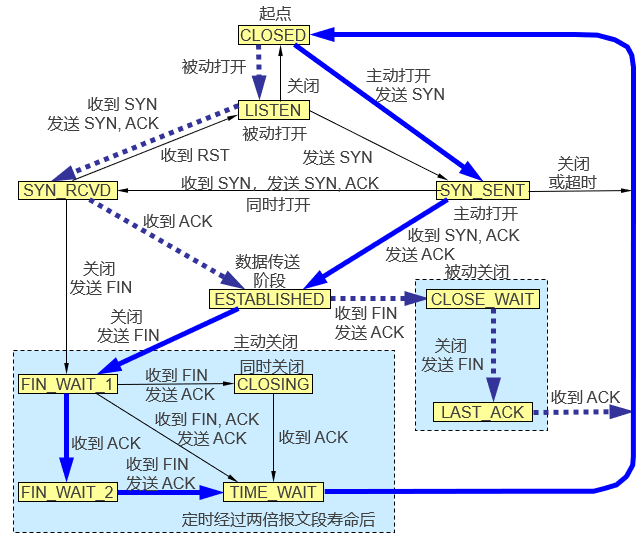 起点
CLOSED
被动打开
关闭
主动打开
发送 SYN
收到 SYN
发送 SYN, ACK
LISTEN
被动打开
收到 RST
发送 SYN
关闭
或超时
SYN_RCVD
收到 SYN，发送 SYN, ACK
同时打开
SYN_SENT
主动打开
收到 ACK
收到 SYN, ACK
发送 ACK
数据传送
阶段
关闭
发送 FIN
ESTABLISHED
被动关闭
CLOSE_WAIT
收到 FIN
发送 ACK
关闭
发送 FIN
关闭
发送 FIN
主动关闭
同时关闭
FIN_WAIT_1
收到 FIN
发送 ACK
CLOSING
LAST_ACK
收到 ACK
收到 ACK
收到 FIN, ACK
发送 ACK
收到 ACK
收到 FIN
发送 ACK
FIN_WAIT_2
TIME_WAIT
定时经过两倍报文段寿命后